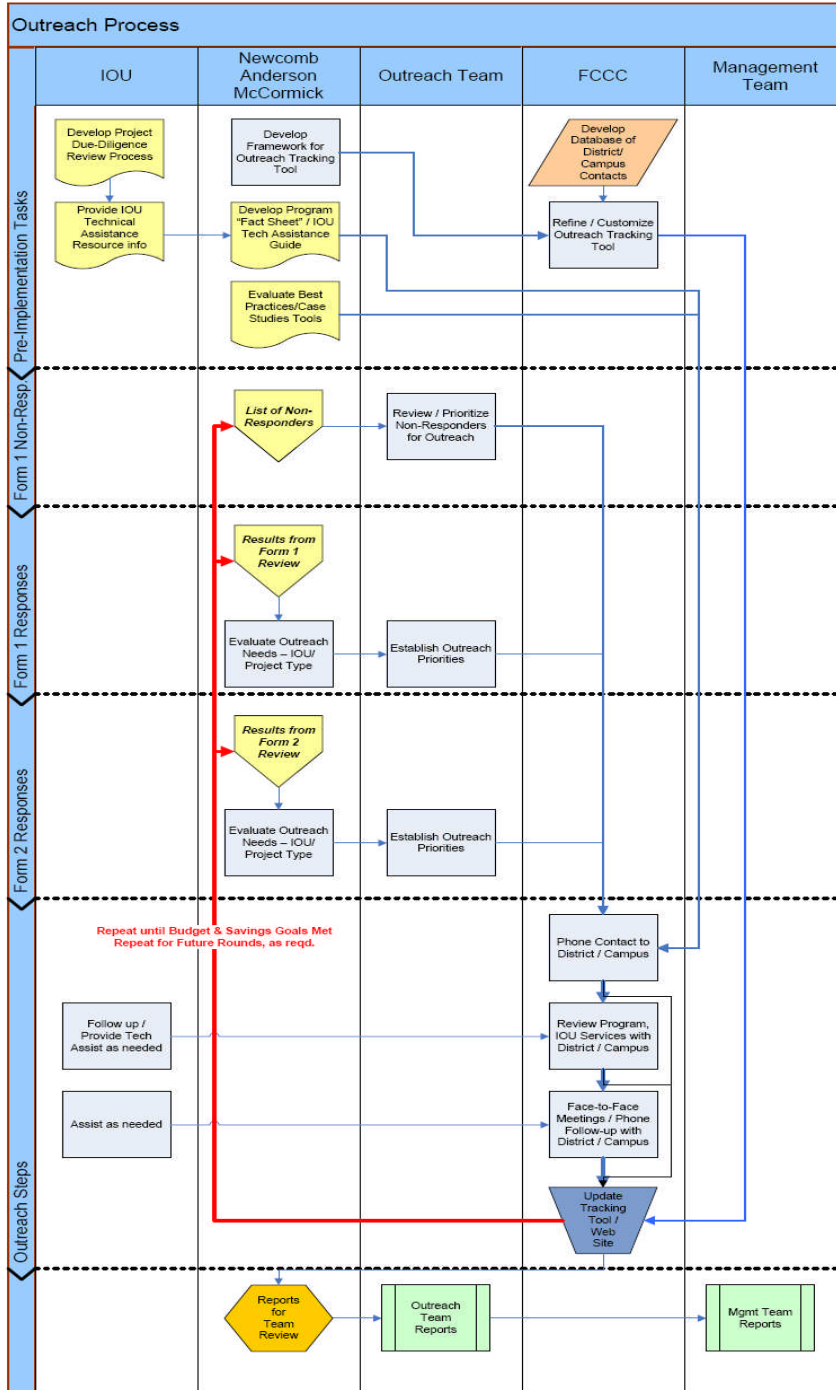 Outreach Process
IOU
Newcomb
Anderson
McCormick
Outreach Team
FCCC
Management
Team
Pre-Implementation Tasks
Develop Project
Due-Diligence
Review Process
Develop
Framework for
Outreach Tracking
Tool
Develop
Database of
District/
Campus
Contacts
Provide IOU
Technical
Assistance
Resource info
Develop Program
"Fact Sheet" / IOU
Tech Assistance
Guide
Refine / Customize
Outreach Tracking
Tool
Evaluate Best
Practices/Case
Studies Tools
Form 1 Non-Resp.
List of Non-
Responders
Review / Prioritize
Non-Responders
for Outreach
Form 1 Responses
Results from
Form 1
Review
Evaluate Outreach
Needs – IOU/
Project Type
Establish Outreach
Priorities
Form 2 Responses
Results from
Form 2
Review
Evaluate Outreach
Needs – IOU/
Project Type
Establish Outreach
Priorities
Outreach Steps
Repeat until Budget & Savings Goals Met
Repeat for Future Rounds, as reqd.
Phone Contact to
District / Campus
Follow up /
Provide Tech
Assist as needed
Review Program,
IOU Services with
District / Campus
Assist as needed
Face-to-Face
Meetings / Phone
Follow-up with
District / Campus
Update
Tracking
Tool /
Web
Site
Reports
for
Team
Review
Outreach
Team
Reports
Mgmt Team
Reports